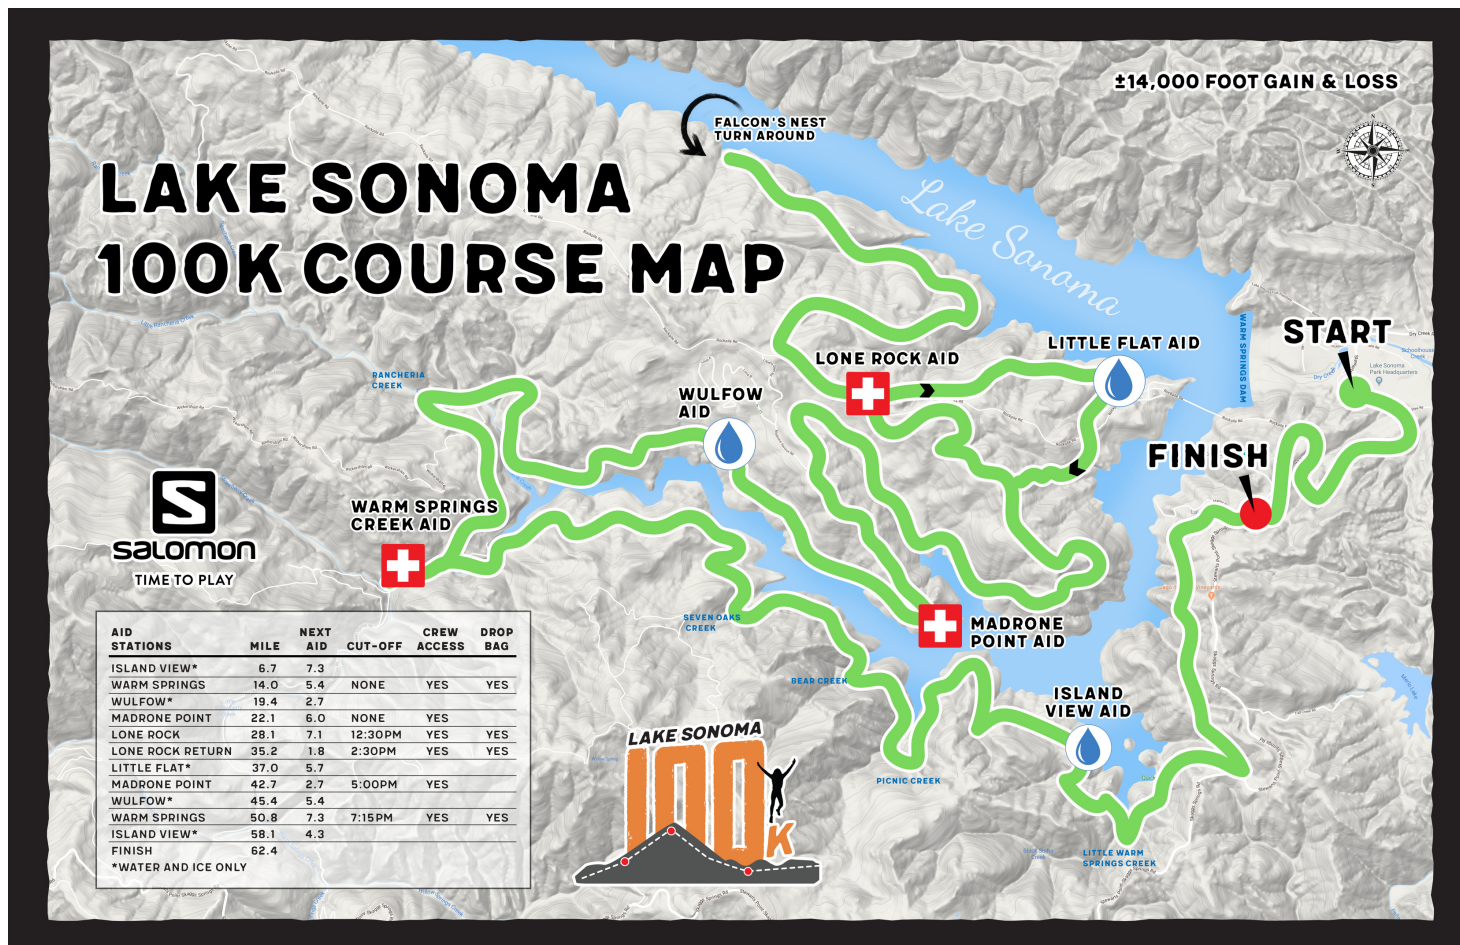 ±14,000 FOOT GAIN & LOSS
FALCON'S NEST
TURN AROUND
LAKE SONOMA
100K COURSE MAP
Lake Sonoma
WARM SPRINGS DAM
START
LITTLE FLAT AID
LONE ROCK AID
Lake Sonoma
Park Headquarters
RANCHERIA
CREEK
WULFOW
AID
FINISH
WARM SPRINGS
CREEK AID
S
SALOMON
TIME TO PLAY
SEVEN OAKS
CREEK
MADRONE
POINT AID
BEAR CREEK
ISLAND
VIEW AID
PICNIC CREEK
LITTLE WARM
SPRINGS CREEK
LAKE SONOMA
100K
AID STATIONS MILE NEXT AID CUT-OFF CREW ACCESS DROP BAG
ISLAND VIEW* 6.7 7.3
WARM SPRINGS 14.0 5.4 NONE YES YES
WULFOW* 19.4 2.7
MADRONE POINT 22.1 6.0 NONE YES
LONE ROCK 28.1 7.1 12:30PM YES YES
LONE ROCK RETURN 35.2 1.8 2:30PM YES YES
LITTLE FLAT* 37.0 5.7
MADRONE POINT 42.7 2.7 5:00PM YES
WULFOW* 45.4 5.4
WARM SPRINGS 50.8 7.3 7:15PM YES YES
ISLAND VIEW* 58.1 4.3
FINISH 62.4
*WATER AND ICE ONLY